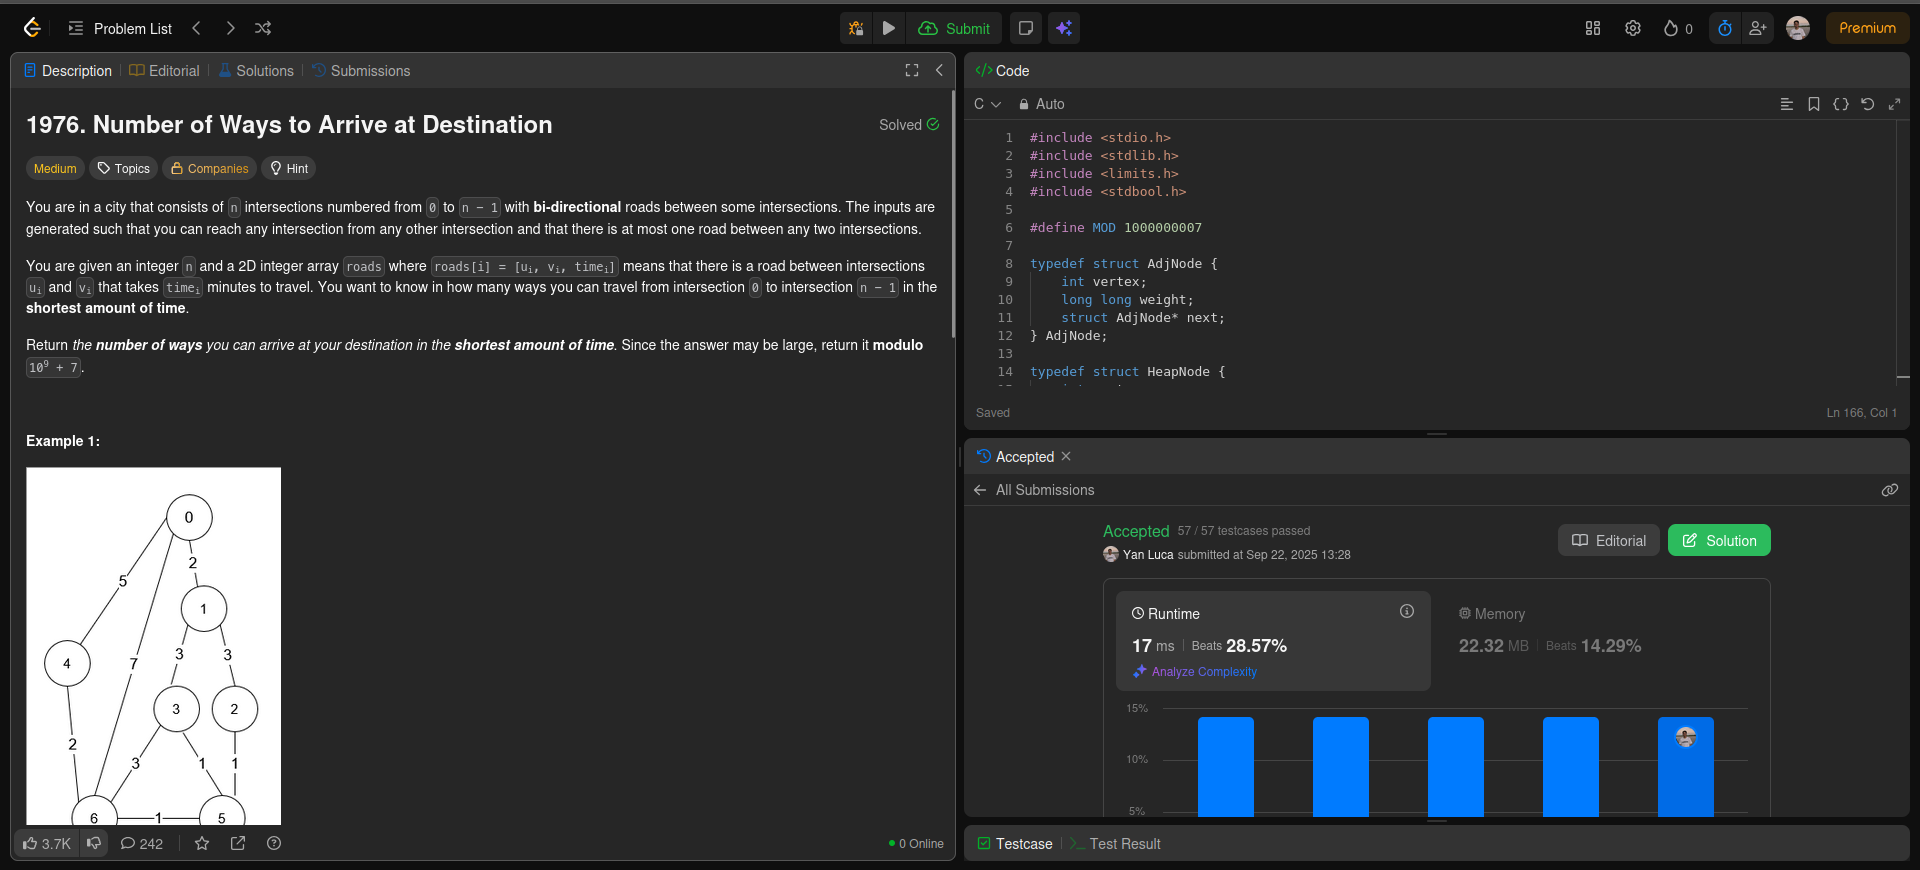 Problem List
Submit
0
Premium
Description
Editorial
Solutions
Submissions
1976. Number of Ways to Arrive at Destination
Solved
Medium
Topics
Companies
Hint
You are in a city that consists of n intersections numbered from 0 to n - 1 with bi-directional roads between some intersections. The inputs are
generated such that you can reach any intersection from any other intersection and that there is at most one road between any two intersections.
You are given an integer n and a 2D integer array roads where roads[i] = [uᵢ, vᵢ, timeᵢ] means that there is a road between intersections
uᵢ and vᵢ that takes timeᵢ minutes to travel. You want to know in how many ways you can travel from intersection 0 to intersection n - 1 in the
shortest amount of time.
Return the number of ways you can arrive at your destination in the shortest amount of time. Since the answer may be large, return it modulo
10⁹ + 7.
Example 1:
0
2
5
1
3
3
7
4
3
2
2
3
1
1
6
1
5
3.7K
242
0 Online
Code
C
Auto
1 #include <stdio.h>
2 #include <stdlib.h>
3 #include <limits.h>
4 #include <stdbool.h>
5
6 #define MOD 1000000007
7
8 typedef struct AdjNode {
9 int vertex;
10 long long weight;
11 struct AdjNode* next;
12 } AdjNode;
13
14 typedef struct HeapNode {
Saved
Ln 166, Col 1
Accepted
All Submissions
Accepted 57 / 57 testcases passed
Yan Luca submitted at Sep 22, 2025 13:28
Editorial
Solution
Runtime
17 ms | Beats 28.57%
Analyze Complexity
Memory
22.32 MB | Beats 14.29%
15%
10%
5%
Testcase
Test Result